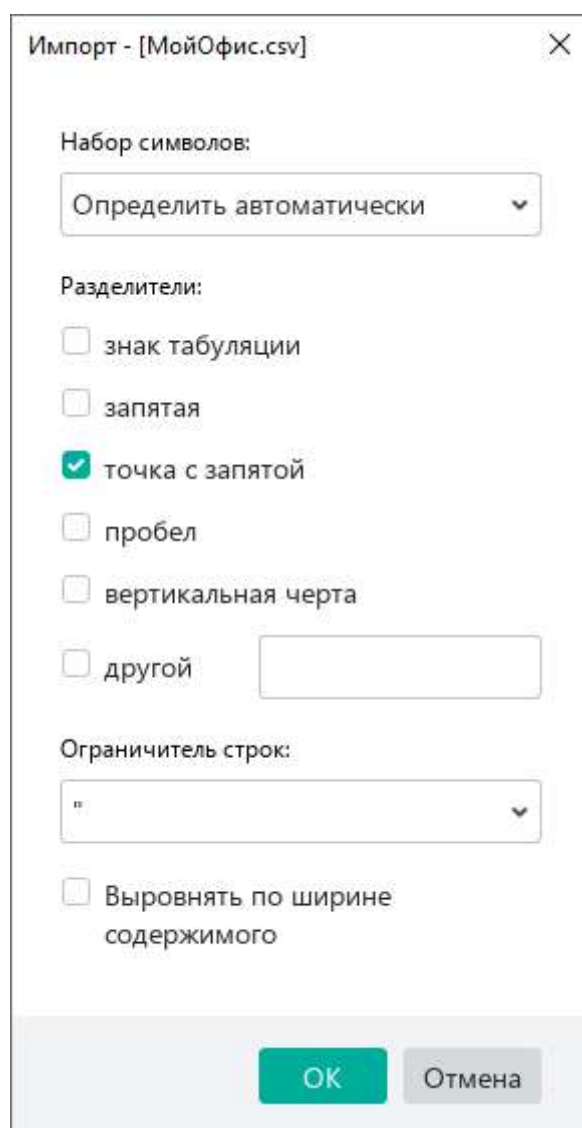 Импорт - [МойОфис.csv]
Набор символов:
Определить автоматически
Разделители:
знак табуляции
запятая
точка с запятой
пробел
вертикальная черта
другой
Ограничитель строк:
"
Выровнять по ширине
содержимого
ОК Отмена